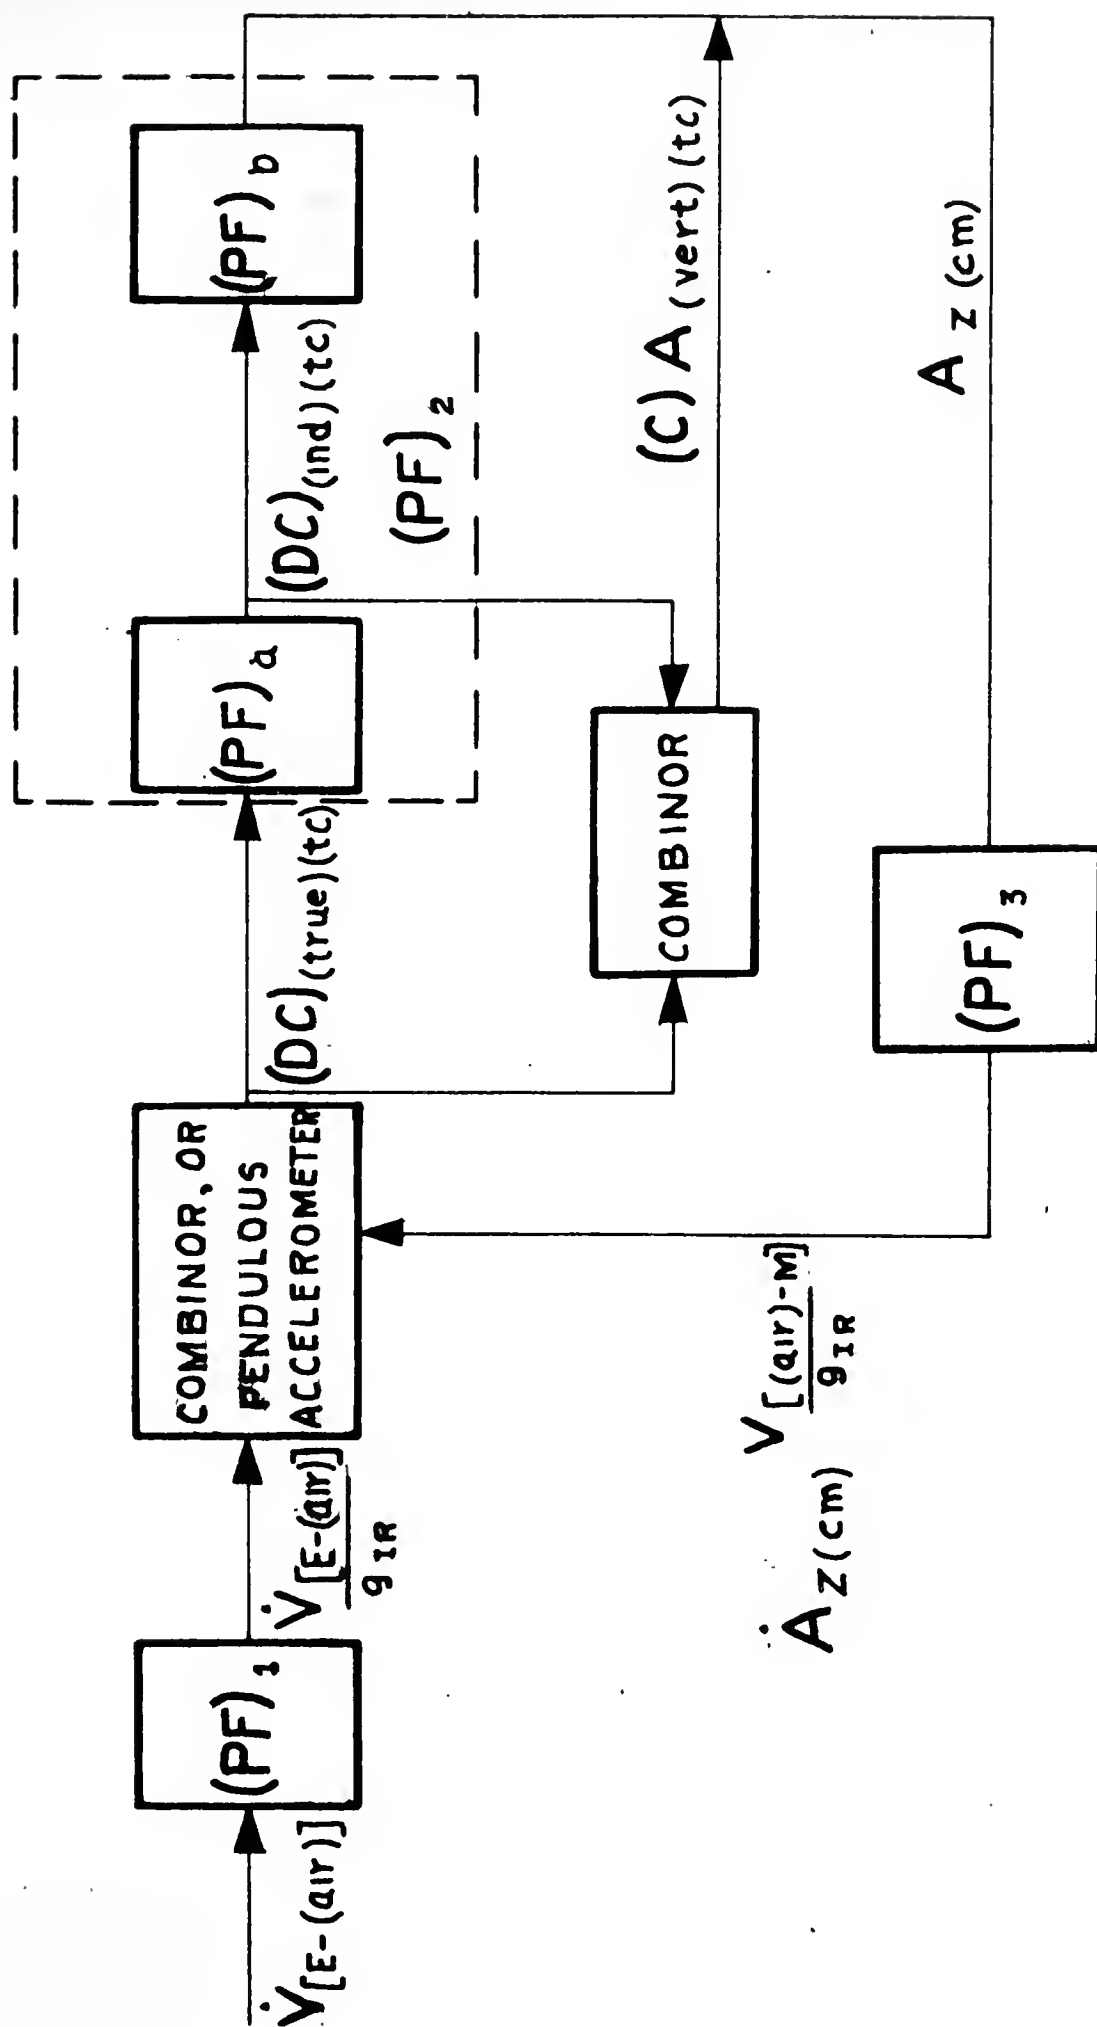 V̇[E-(air)]
(PF)1
V̇[E-(air)]
gIR
COMBINOR, OR
PENDULOUS
ACCELEROMETER
(DC)(true)(tc)
(PF)a
(DC)(ind)(tc)
(PF)b
(PF)2
COMBINOR
(C) A(vert)(tc)
Az(cm)
(PF)3
V[(air)-M]
gIR
Ȧz(cm)